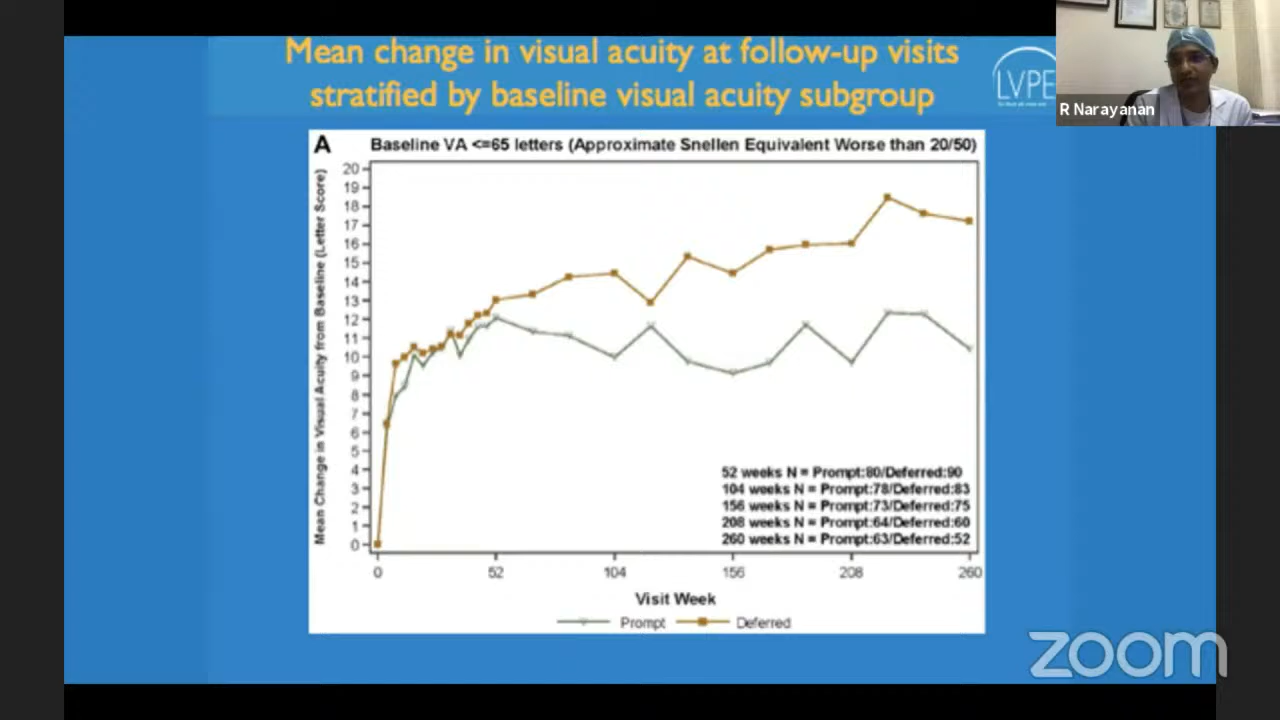 Mean change in visual acuity at follow-up visits
stratified by baseline visual acuity subgroup
LVPE
R Narayanan
A
Baseline VA <=65 letters (Approximate Snellen Equivalent Worse than 20/50)
Mean Change in Visual Acuity from Baseline (Letter Score)
20
19
18
17
16
15
14
13
12
11
10
9
8
7
6
5
4
3
2
1
0
52 weeks N = Prompt:80/Deferred:90
104 weeks N = Prompt:78/Deferred:83
156 weeks N = Prompt:73/Deferred:75
208 weeks N = Prompt:64/Deferred:60
260 weeks N = Prompt:63/Deferred:52
0 52 104 156 208 260
Visit Week
Prompt Deferred
zoom